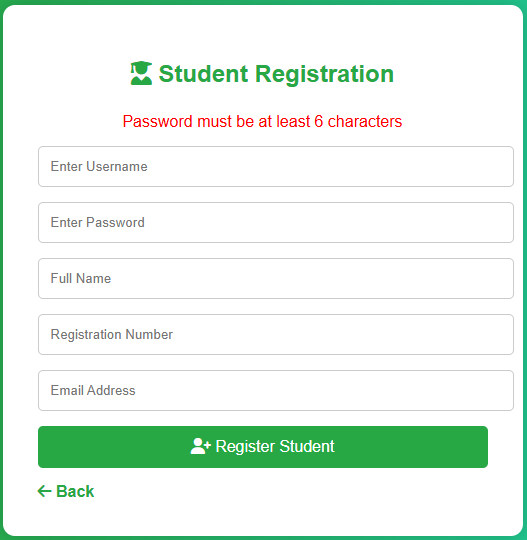 Student Registration
Password must be at least 6 characters
Enter Username
Enter Password
Full Name
Registration Number
Email Address
Register Student
Back